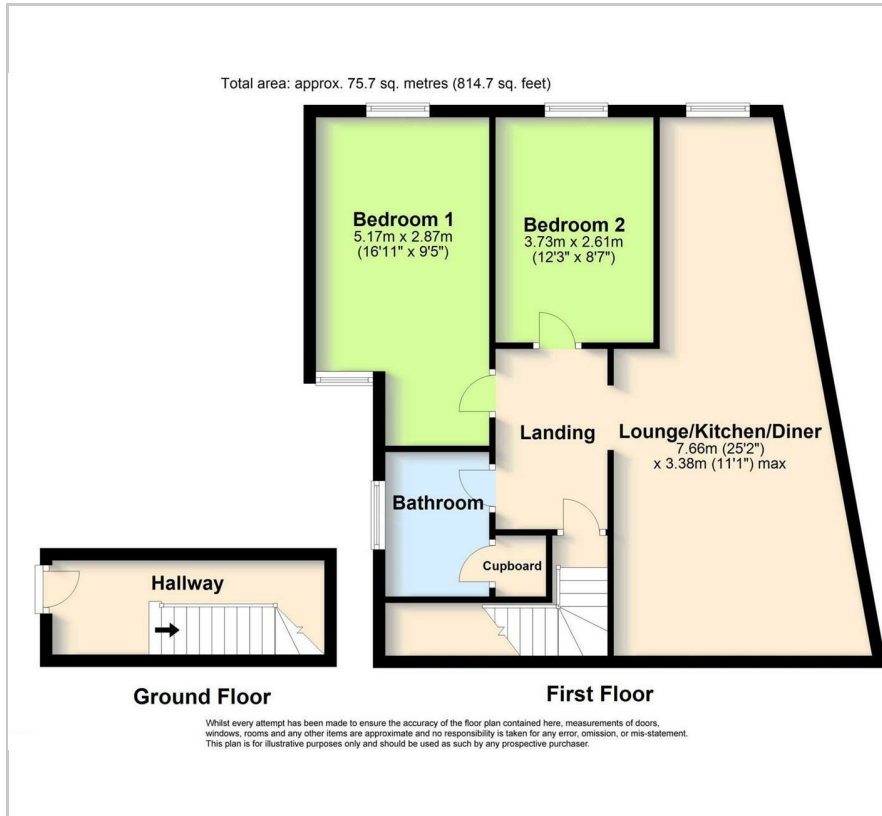 Total area: approx. 75.7 sq. metres (814.7 sq. feet)
Bedroom 1
5.17m x 2.87m
(16'11" x 9'5")
Bedroom 2
3.73m x 2.61m
(12'3" x 8'7")
Landing
Lounge/Kitchen/Diner
7.66m (25'2")
x 3.38m (11'1") max
Bathroom
Cupboard
Hallway
Ground Floor
First Floor
Whilst every attempt has been made to ensure the accuracy of the floor plan contained here, measurements of doors,
windows, rooms and any other items are approximate and no responsibility is taken for any error, omission, or mis-statement.
This plan is for illustrative purposes only and should be used as such by any prospective purchaser.